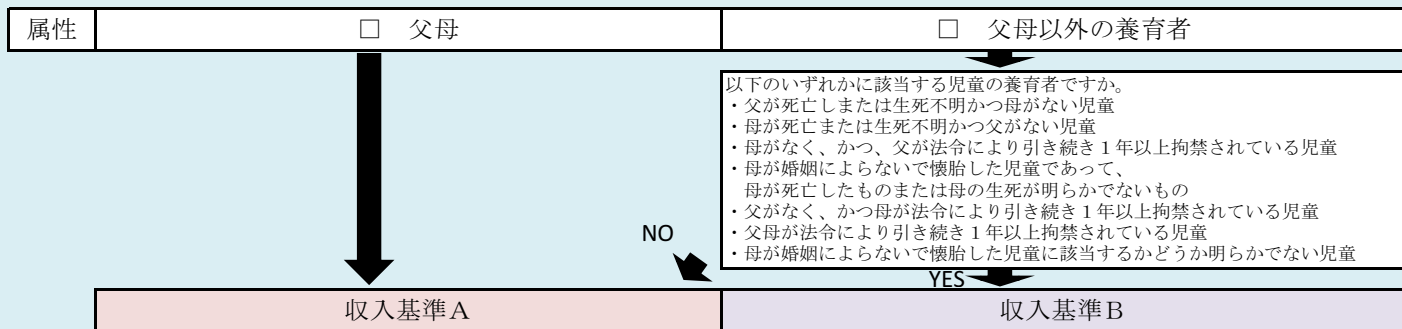 属性
□ 父母
□ 父母以外の養育者
以下のいずれかに該当する児童の養育者ですか。
・父が死亡しまたは生死不明かつ母がない児童
・母が死亡または生死不明かつ父がない児童
・母がなく、かつ、父が法令により引き続き１年以上拘禁されている児童
・母が婚姻によらないで懐胎した児童であって、
母が死亡したものまたは母の生死が明らかでないもの
・父がなく、かつ母が法令により引き続き１年以上拘禁されている児童
・父母が法令により引き続き１年以上拘禁されている児童
・母が婚姻によらないで懐胎した児童に該当するかどうか明らかでない児童
NO
YES
収入基準Ａ
収入基準Ｂ